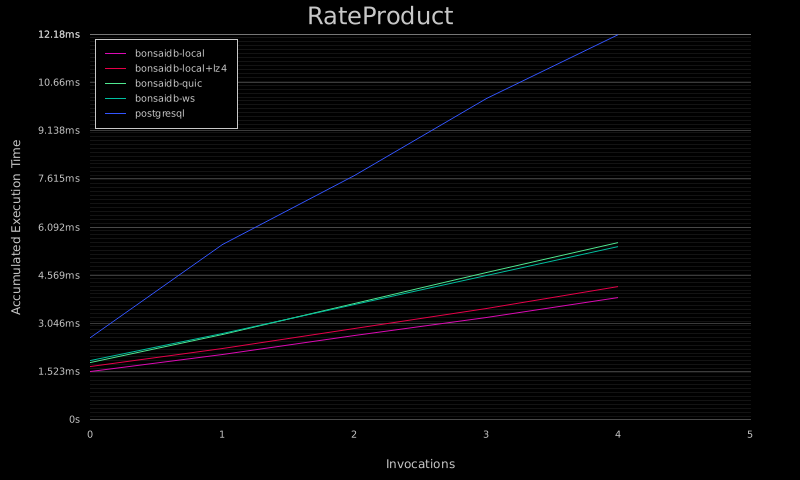 RateProduct
12.18ms
10.66ms
9.138ms
7.615ms
6.092ms
4.569ms
3.046ms
1.523ms
0s
bonsaidb-local
bonsaidb-local+lz4
bonsaidb-quic
bonsaidb-ws
postgresql
Accumulated Execution Time
0 1 2 3 4 5
Invocations